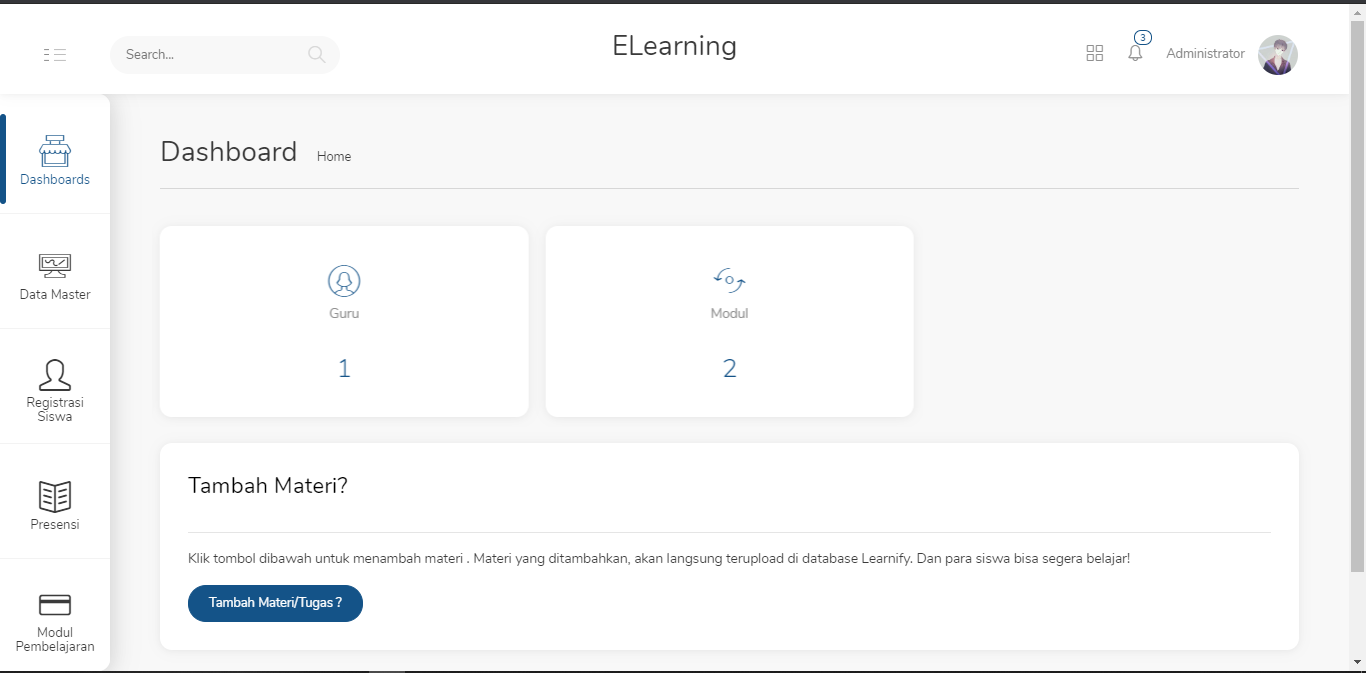 Search...
ELearning
3
Administrator
Dashboards
Data Master
Registrasi
Siswa
Presensi
Modul
Pembelajaran
Dashboard
Home
Guru
1
Modul
2
Tambah Materi?
Klik tombol dibawah untuk menambah materi . Materi yang ditambahkan, akan langsung terupload di database Learnify. Dan para siswa bisa segera belajar!
Tambah Materi/Tugas ?